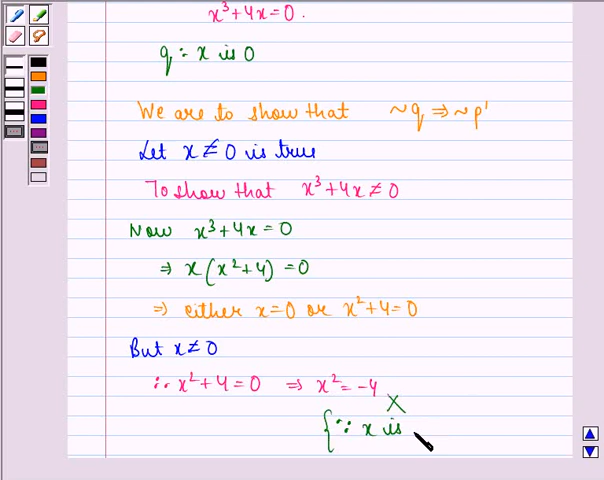 x³+4x=0.
q : x is 0
We are to show that ~q ⇒ ~p'
Let x≠0 is true
To show that x³+4x≠0
Now x³+4x=0
⇒ x(x²+4)=0
⇒ either x=0 or x²+4=0
But x≠0
∴ x²+4=0 ⇒ x²=-4
X
{∵ x is